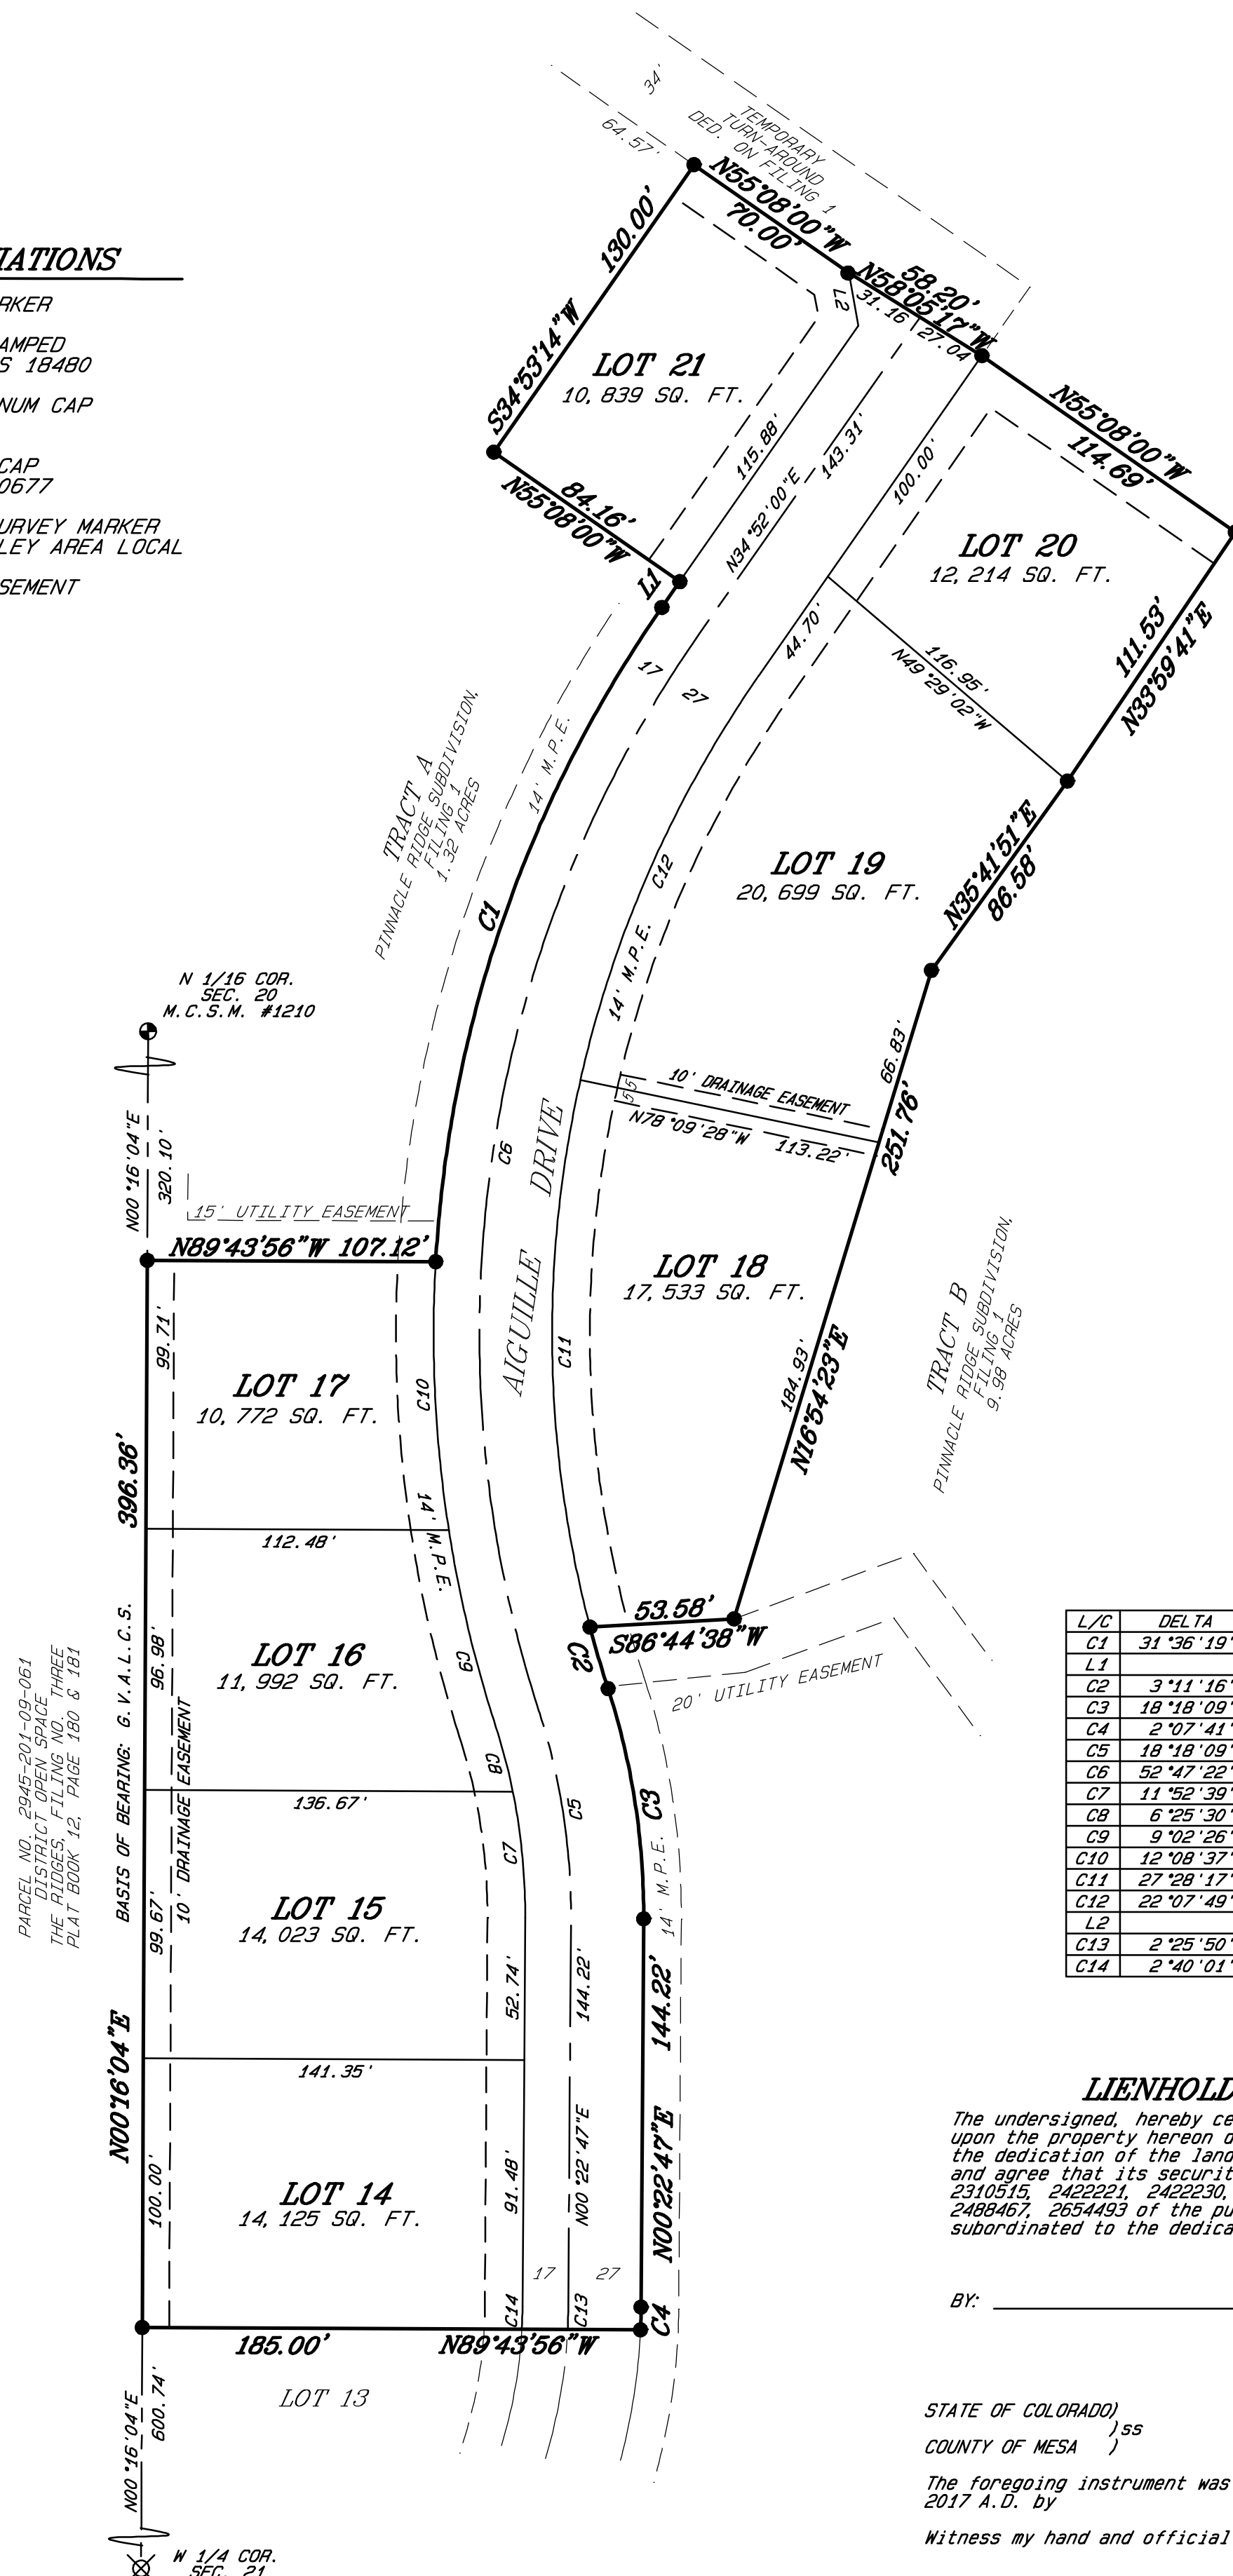 34'
64.57'
TEMPORARY
TURN-AROUND
DED. ON FILING 1
N55°08'00"W
70.00'
58.20'
N58°05'17"W
31.16
27.04
L2
130.00'
S34°53'14"W
IATIONS
RKER
AMPED
S 18480
NUM CAP
CAP
0677
URVEY MARKER
LEY AREA LOCAL
SEMENT
LOT 21
10,839 SQ. FT.
N55°08'00"W
114.69'
115.88'
143.31'
N34°52'00"E
100.00'
84.16'
N55°08'00"W
L1
LOT 20
12,214 SQ. FT.
111.53'
N33°59'41"E
116.95'
N49°29'02"W
44.70'
17
27
14' M.P.E.
TRACT A
PINNACLE RIDGE SUBDIVISION,
FILING 1
1.32 ACRES
C1
C12
LOT 19
20,699 SQ. FT.
N35°41'51"E
86.58'
14' M.P.E.
N 1/16 COR.
SEC. 20
M.C.S.M. #1210
N00°16'04"E
320.10'
66.83'
251.76'
10' DRAINAGE EASEMENT
5'
5'
N78°09'28"W 113.22'
C6
AIGUILLE DRIVE
15' UTILITY EASEMENT
N89°43'56"W 107.12'
LOT 18
17,533 SQ. FT.
C11
184.93'
N16°54'23"E
TRACT B
PINNACLE RIDGE SUBDIVISION,
FILING 1
9.98 ACRES
99.71'
LOT 17
10,772 SQ. FT.
C10
396.36'
14' M.P.E.
112.48'
53.58'
S86°44'38"W
C2
20' UTILITY EASEMENT
LOT 16
11,992 SQ. FT.
C9
96.98'
C8
136.67'
PARCEL NO. 2945-201-09-061
DISTRICT OPEN SPACE
THE RIDGES, FILING NO. THREE
PLAT BOOK 12, PAGE 180 & 181
BASIS OF BEARING: G.V.A.L.C.S.
10' DRAINAGE EASEMENT
C5
C3
C7
14' M.P.E.
LOT 15
14,023 SQ. FT.
99.67'
52.74'
144.22'
144.22'
141.35'
N00°16'04"E
LOT 14
14,125 SQ. FT.
100.00'
91.48'
N00°22'47"E
N00°22'47"E
17
27
C14
C13
C4
185.00'
N89°43'56"W
LOT 13
N00°16'04"E
600.74'
W 1/4 COR.
SEC. 21
L/C DELTA
C1 31°36'19"
L1
C2 3°11'16"
C3 18°18'09"
C4 2°07'41"
C5 18°18'09"
C6 52°47'22"
C7 11°52'39"
C8 6°25'30"
C9 9°02'26"
C10 12°08'37"
C11 27°28'17"
C12 22°07'49"
L2
C13 2°25'50"
C14 2°40'01"
LIENHOLD
The undersigned, hereby ce
upon the property hereon d
the dedication of the land
and agree that its securit
2310515, 2422221, 2422230,
2488467, 2654493 of the pu
subordinated to the dedica
BY:
STATE OF COLORADO)
)ss
COUNTY OF MESA )
The foregoing instrument was
2017 A.D. by
Witness my hand and official